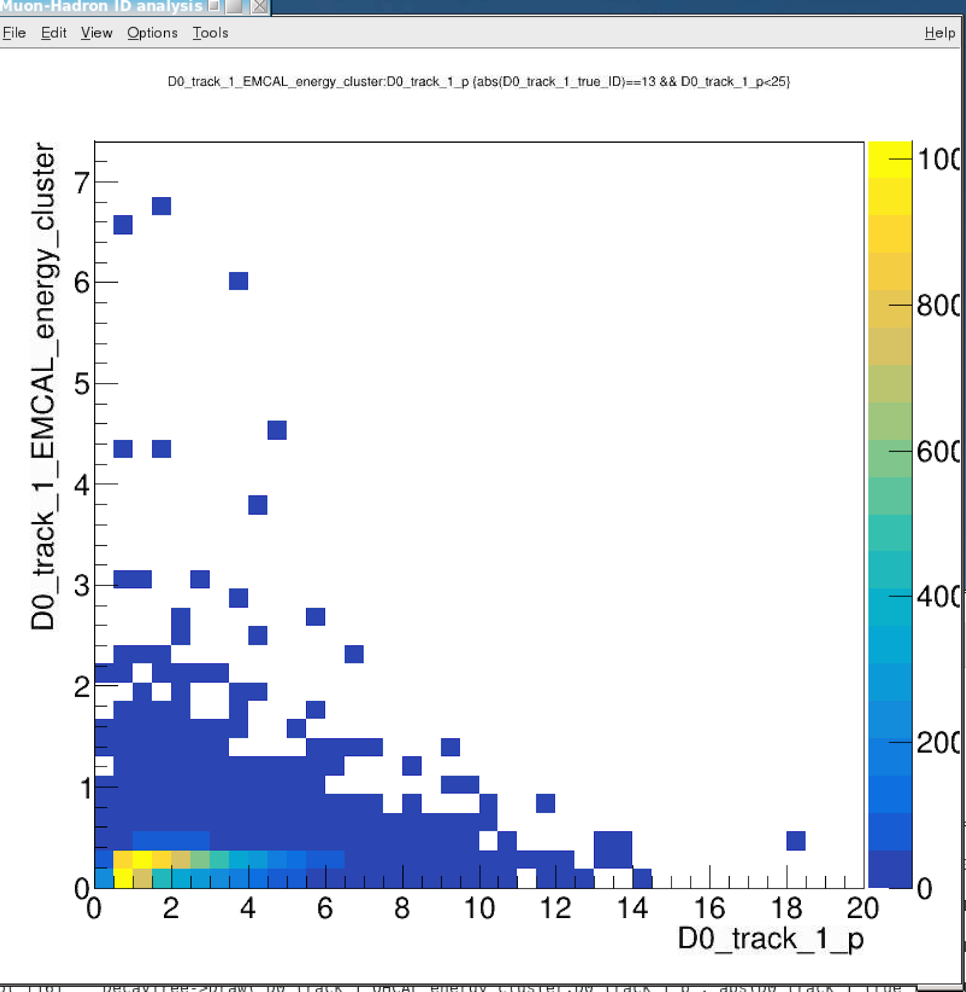 Muon-Hadron ID analysis
File Edit View Options Tools Help
D0_track_1_EMCAL_energy_cluster:D0_track_1_p {abs(D0_track_1_true_ID)==13 && D0_track_1_p<25}
D0_track_1_EMCAL_energy_cluster
7
6
5
4
3
2
1
0
0 2 4 6 8 10 12 14 16 18 20
D0_track_1_p
100
800
600
400
200
0